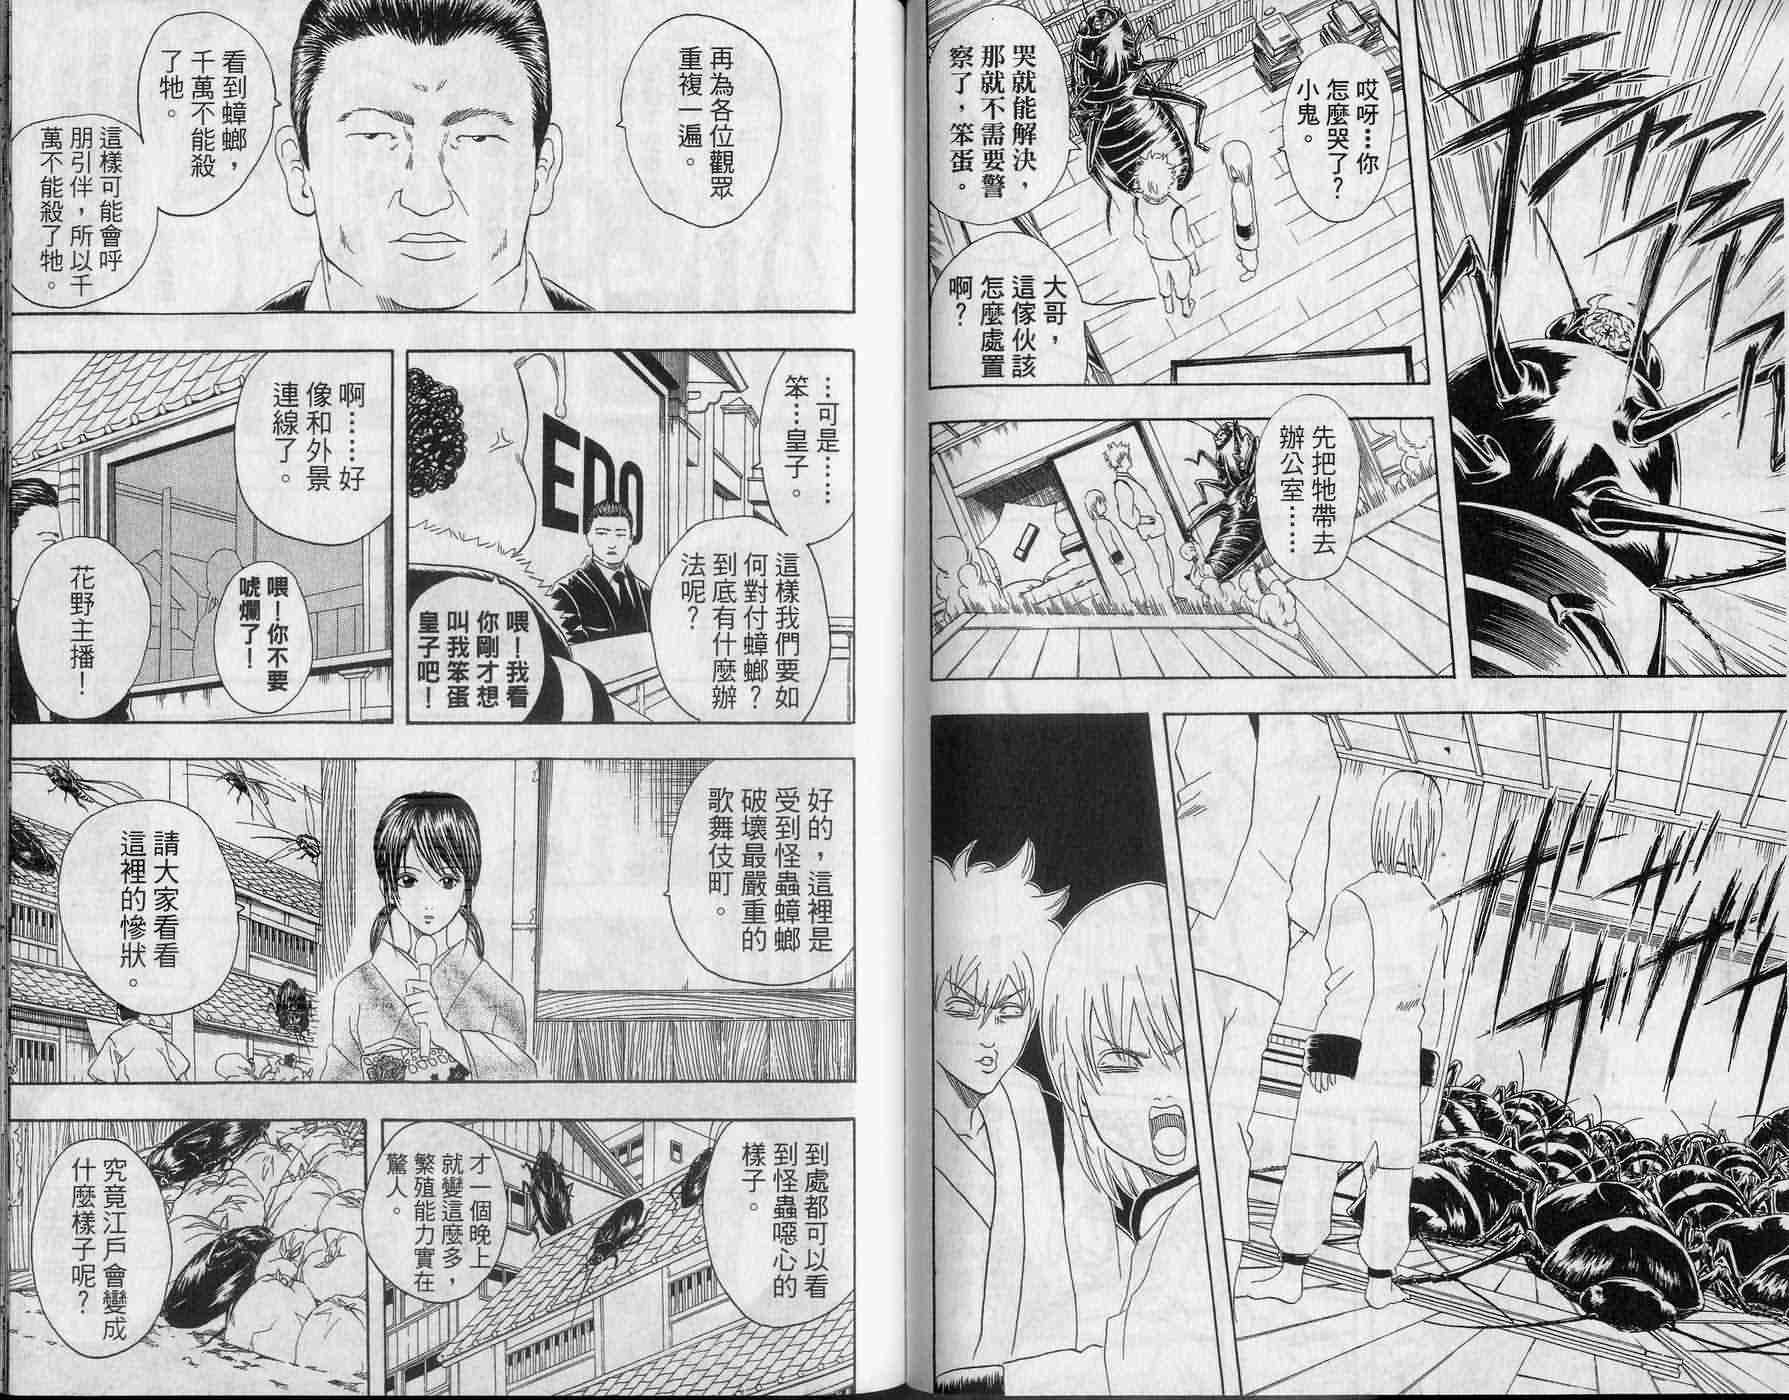 哎呀…你
怎麼哭了？
小鬼。
哭就能解決，
那就不需要警
察了，笨蛋。
大哥，
這傢伙該
怎麼處置
啊？
先把牠帶去
辦公室……
再為各位觀眾
重複一遍。
看到蟑螂，
千萬不能殺
了牠。
這樣可能會呼
朋引伴，所以千
萬不能殺了牠。
…可是……
笨…皇子。
這樣我們要如
何對付蟑螂？
到底有什麼辦
法呢？
EDO
喂！我看
你剛才想
叫我笨蛋
皇子吧！
啊……好
像和外景
連線了。
喂！你不要
唬爛了！
花野主播！
好的，這裡是
受到怪蟲蟑螂
破壞最嚴重的
歌舞伎町。
請大家看看
這裡的慘狀。
到處都可以看
到怪蟲噁心的
樣子。
才一個晚上
就變這麼多，
繁殖能力實在
驚人。
究竟江戶會變成
什麼樣子呢？